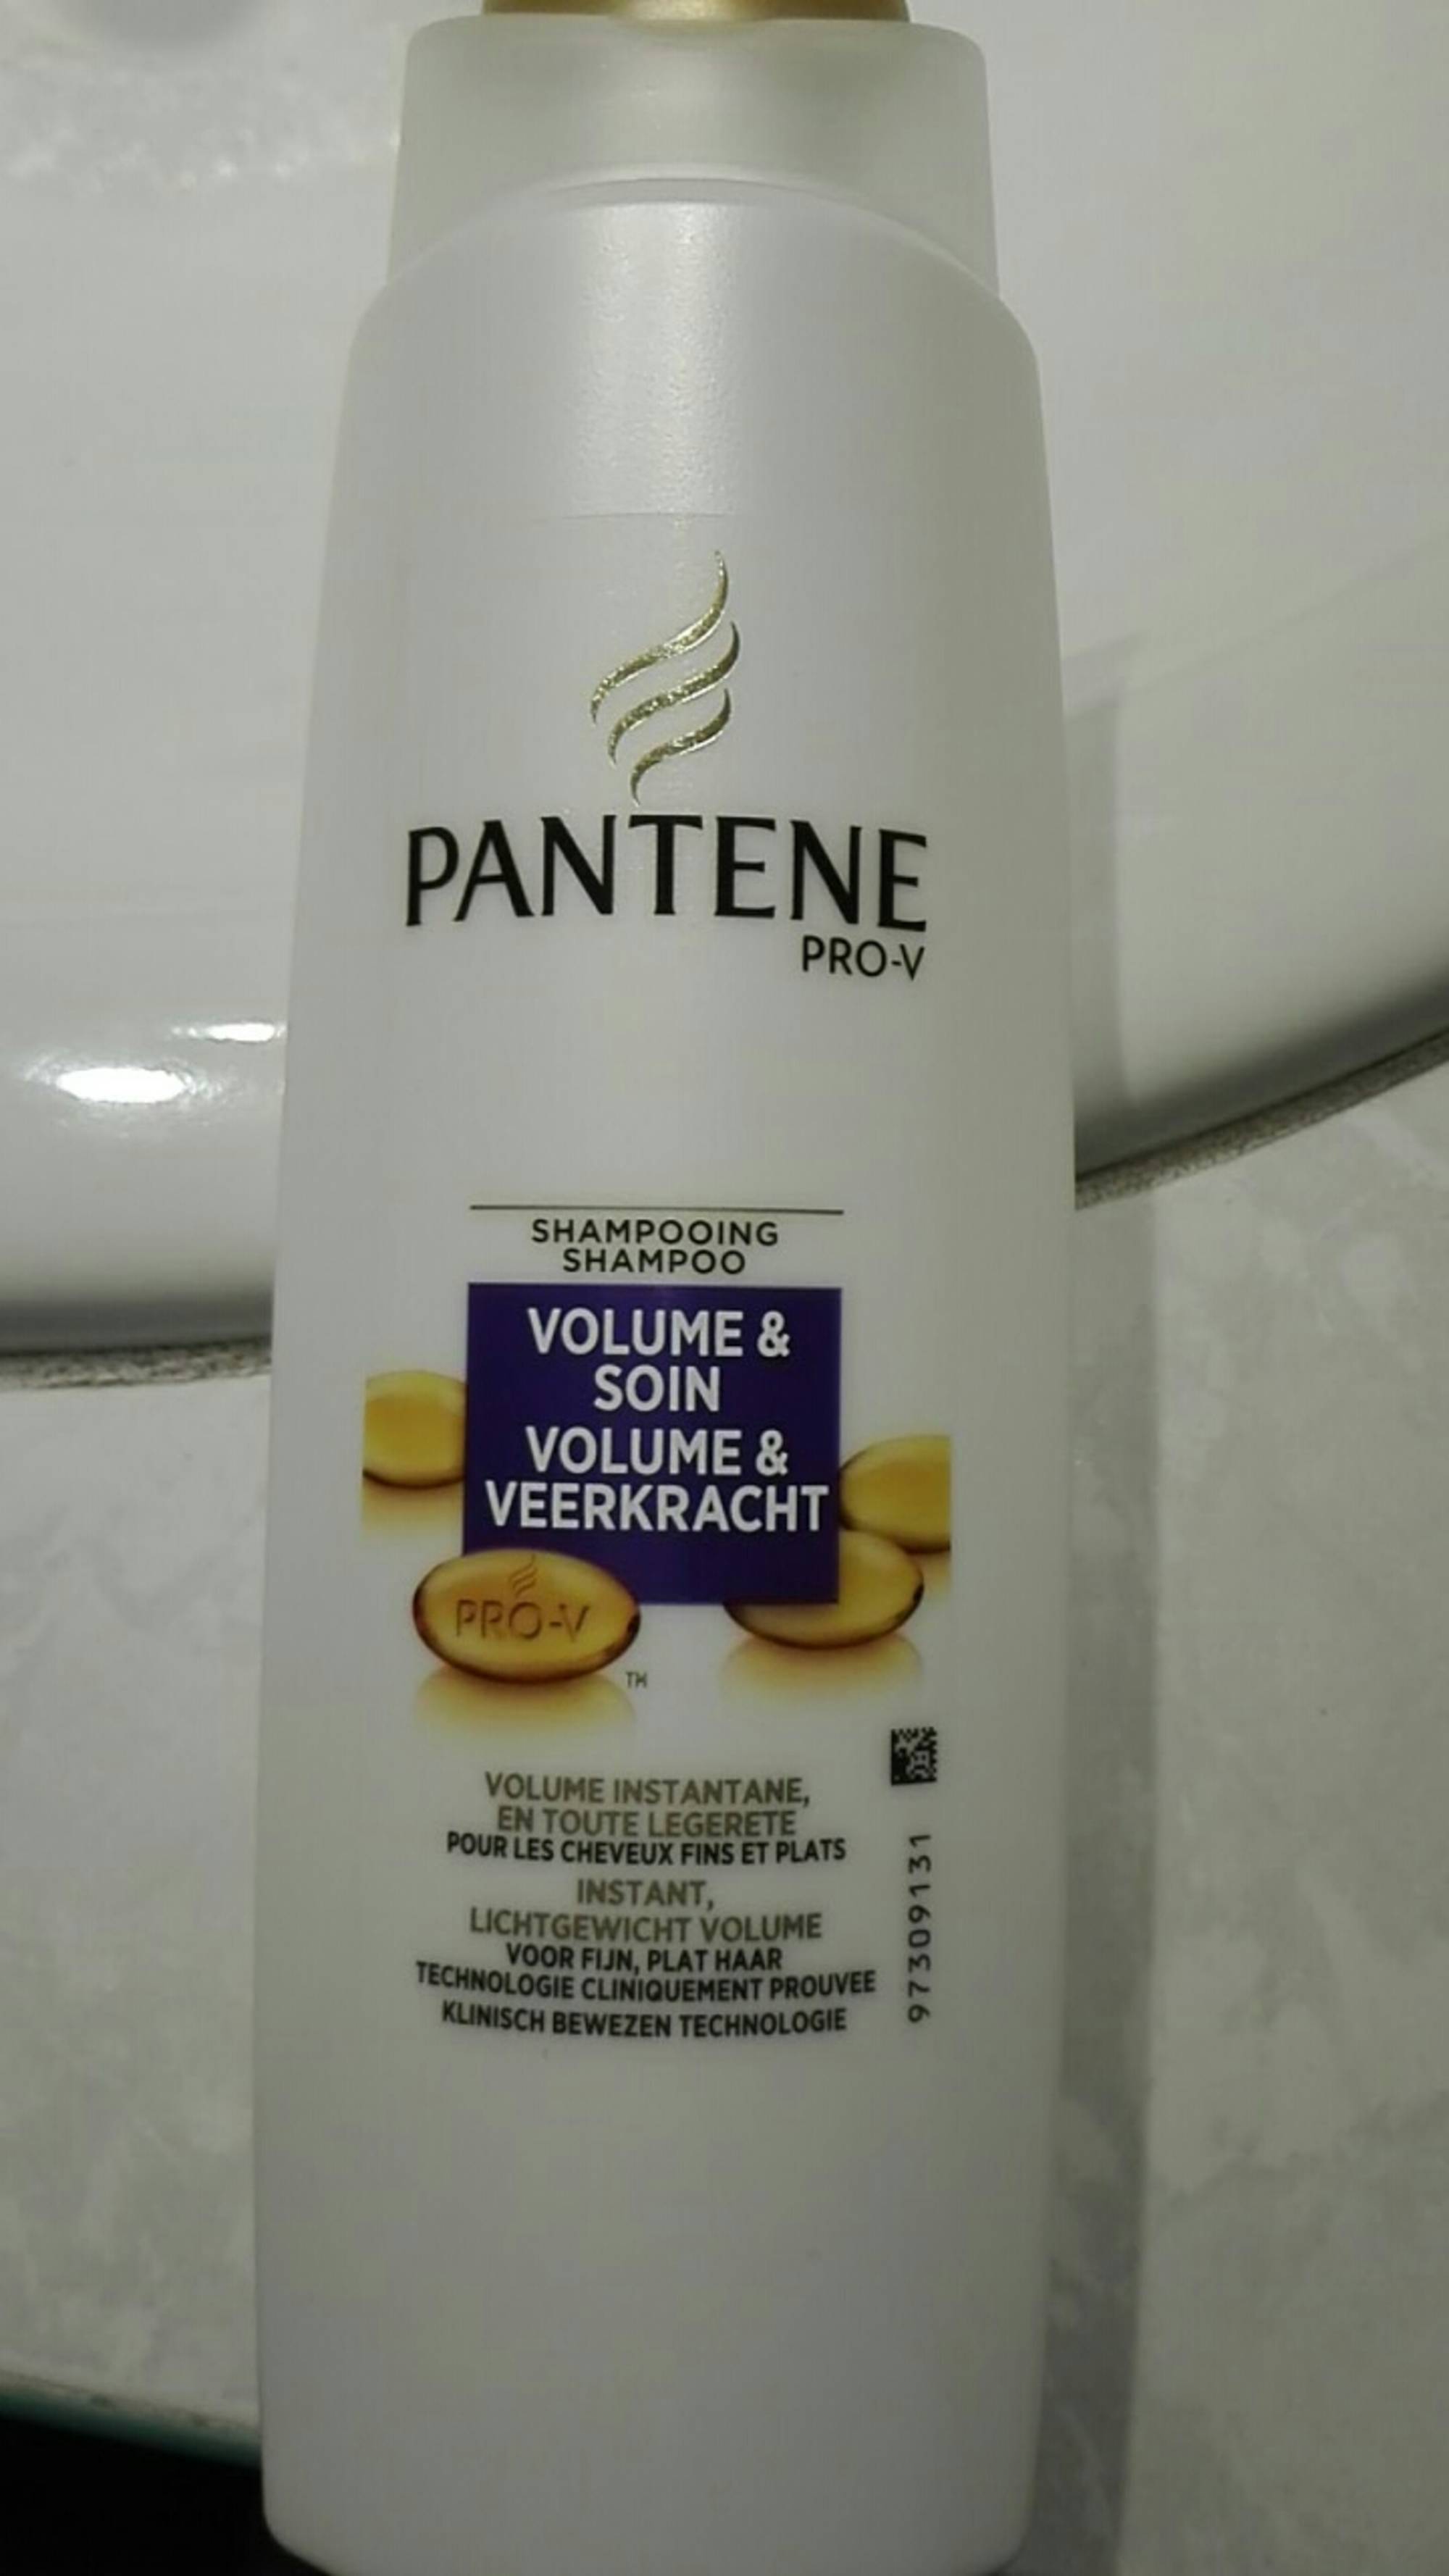 PANTENE
PRO-V
SHAMPOOING
SHAMPOO
VOLUME &
SOIN
VOLUME &
VEERKRACHT
PRO-V
TM
VOLUME INSTANTANE,
EN TOUTE LEGERETE
POUR LES CHEVEUX FINS ET PLATS
INSTANT,
LICHTGEWICHT VOLUME
VOOR FIJN, PLAT HAAR
TECHNOLOGIE CLINIQUEMENT PROUVEE
KLINISCH BEWEZEN TECHNOLOGIE
97309131